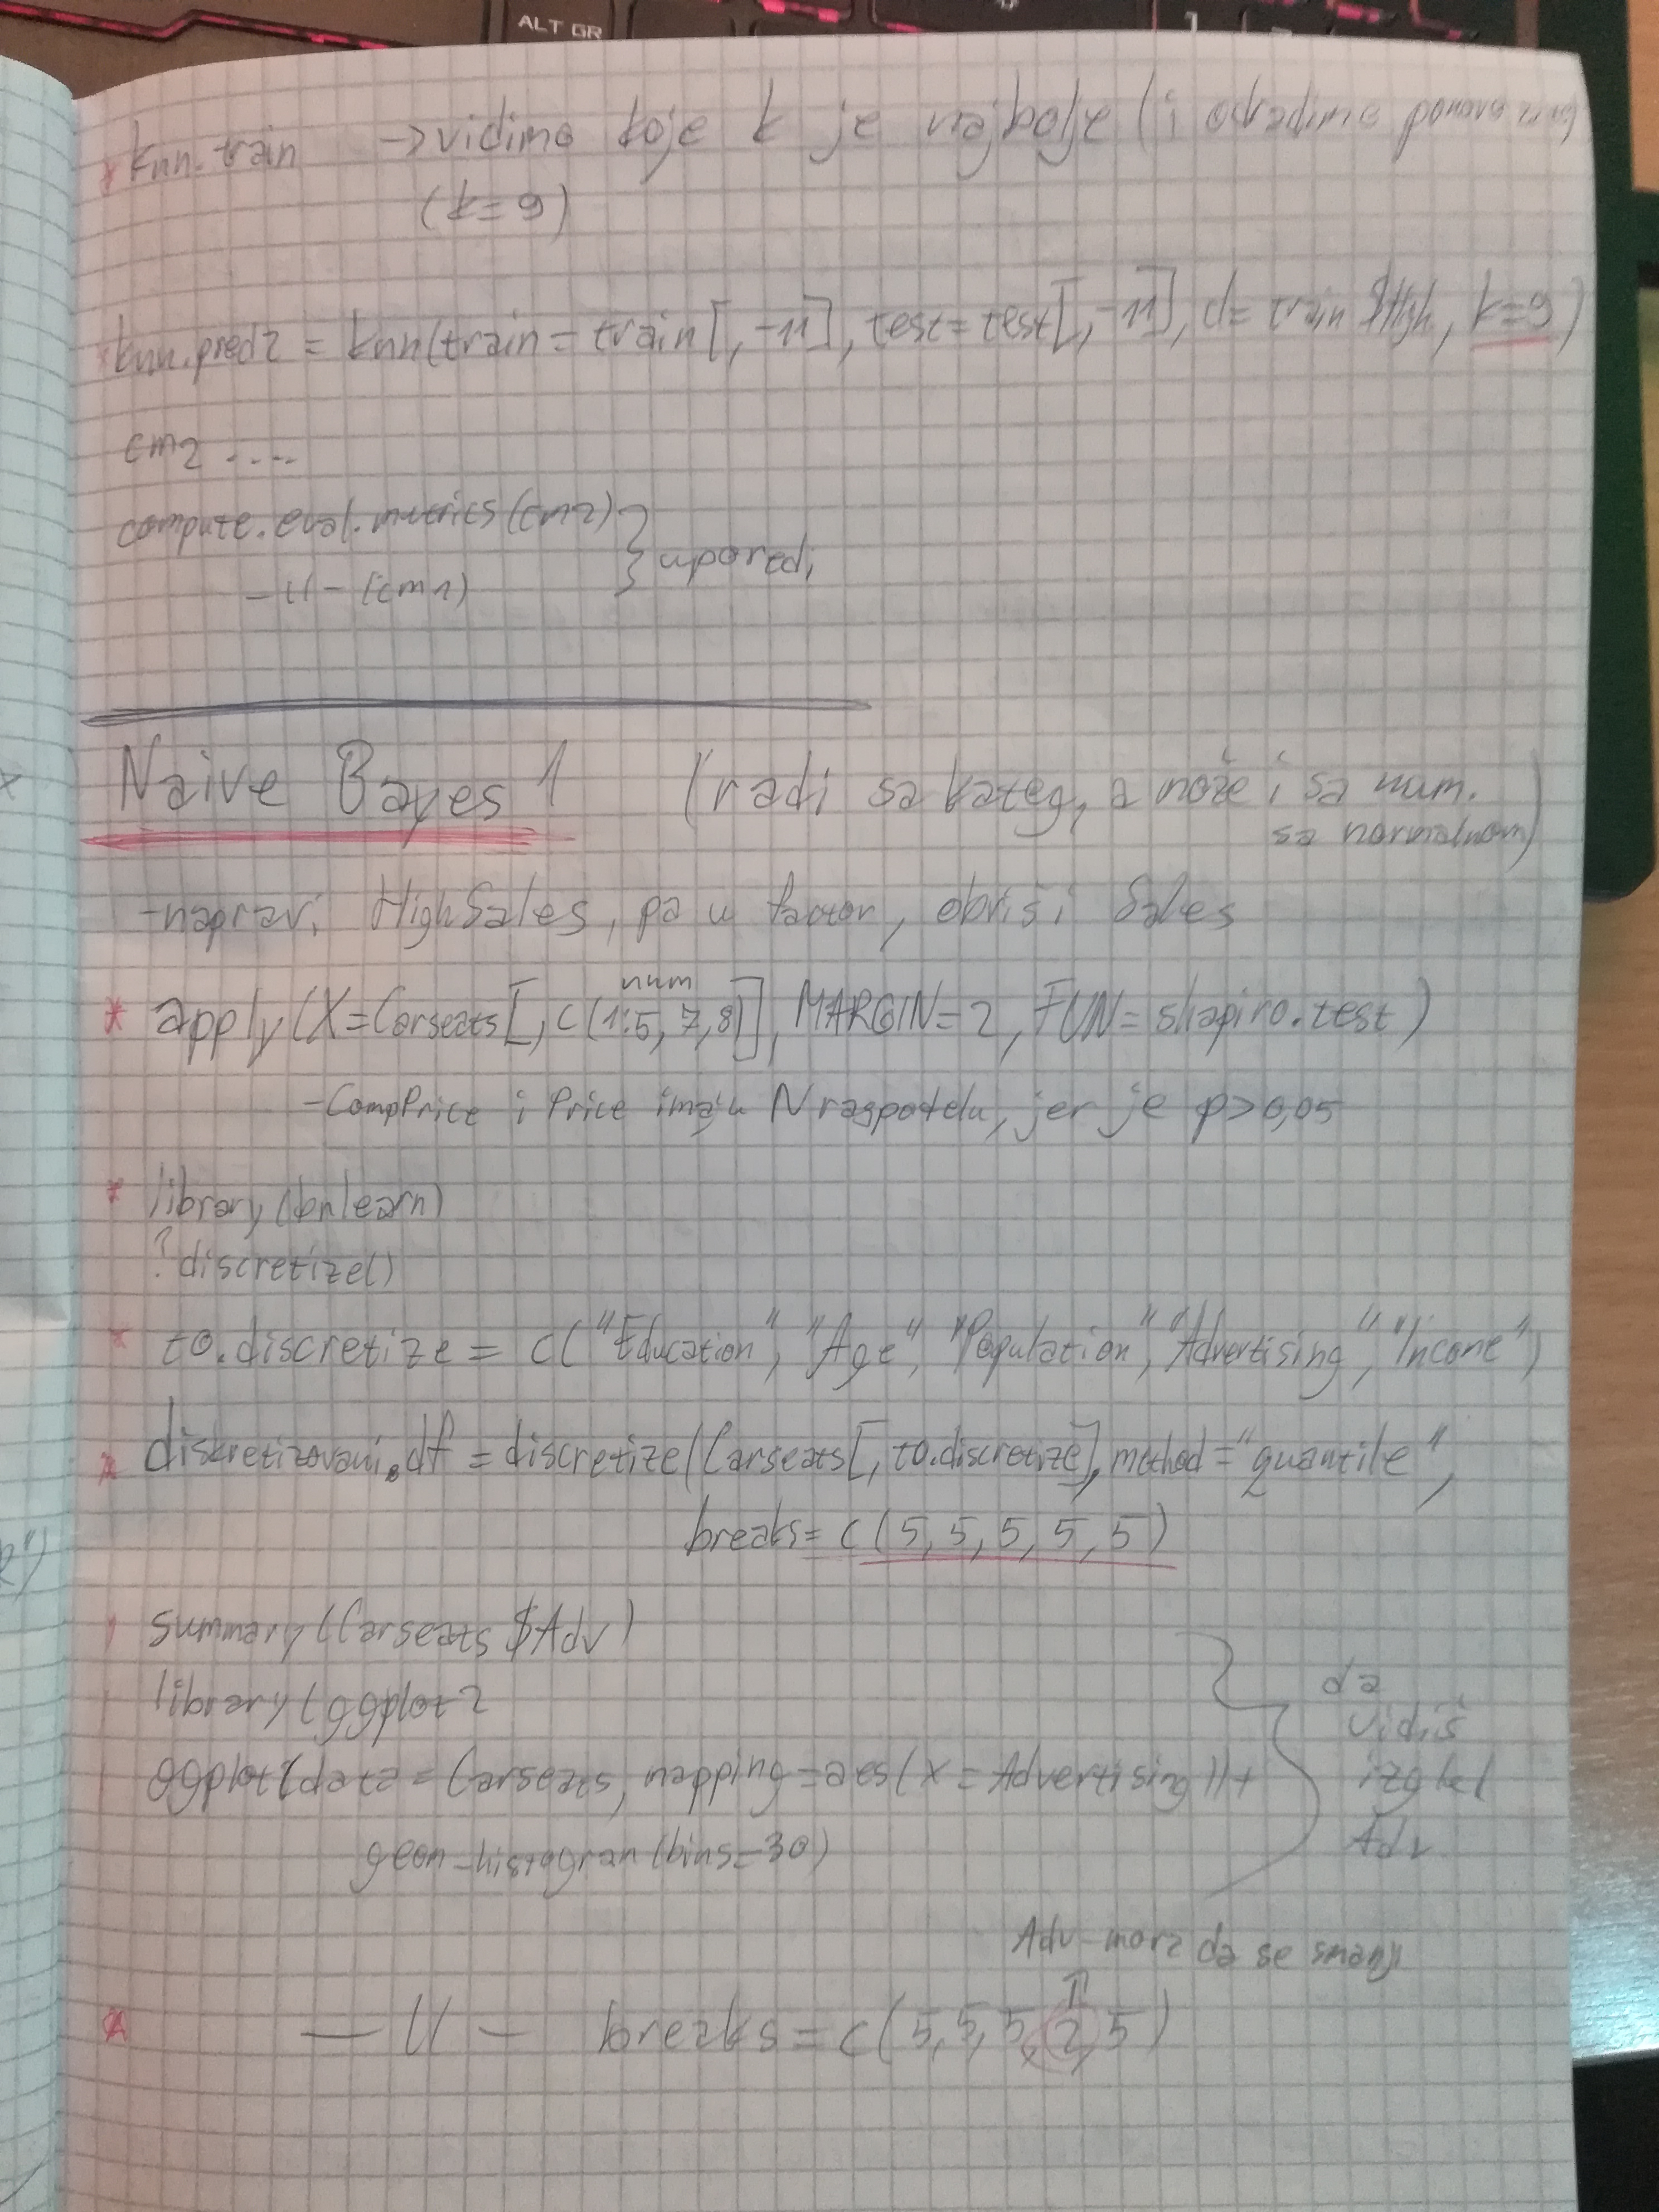 ALT GR
* knn.train → vidimo koje k je najbolje (i odradimo ponovo
(k=9)
* knn.pred2 = knn(train = train[, -11], test = test[, -11], cl = train$High, k=9)
cm2 ....
compute.eval.metrics(cm2) } uporedi
-11- (cm1)
Naive Bayes 1 (radi sa kateg, a može i sa num.
sa normalnom)
-napravi HighSales, pa u factor, obriši Sales
num
* apply(X=Carseats[, c(1:5, 7,8)], MARGIN=2, FUN=shapiro.test)
-CompPrice i Price imaju N raspodelu, jer je p>0,05
* library(bnlearn)
?discretize()
* to.discretize = c("Education", "Age", "Population", "Advertising", "Income")
* diskretizovani.df = discretize(Carseats[, to.discretize], method="quantile",
breaks= c(5, 5, 5, 5, 5)
summary(Carseats $Adv)
library(ggplot2
ggplot(data = Carseats, mapping = aes(x = Advertising)) +
geom_histogram(bins=30)
da
vidiš
izgled
Adv
Adv mora da se smanji
* — 11 — breaks = c(5, 5, 5, 2, 5)